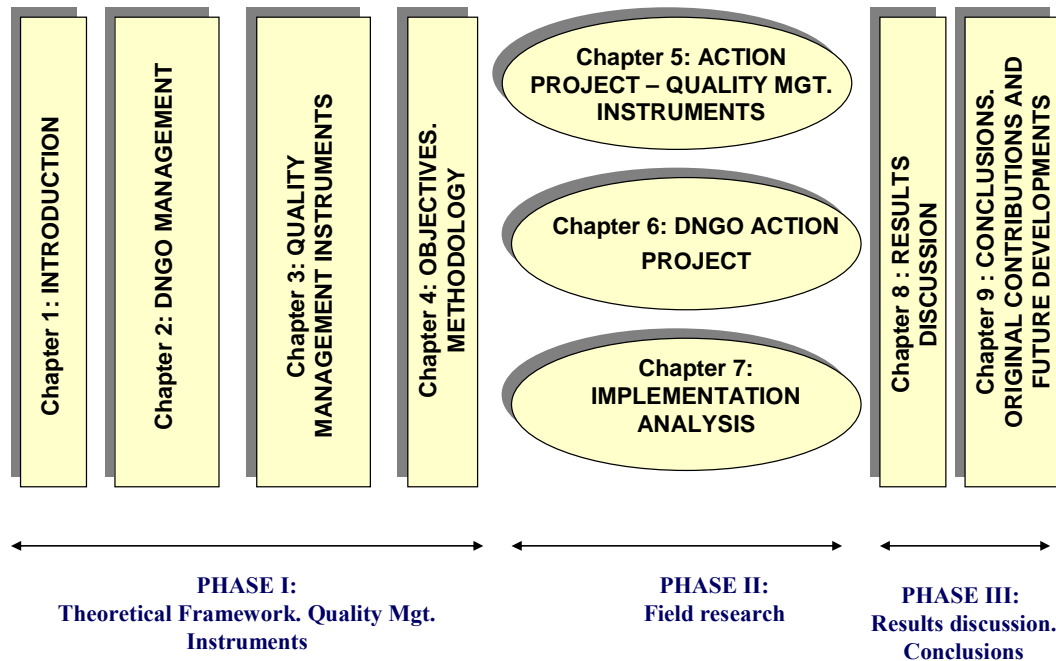 Chapter 1 : INTRODUCTION
Chapter 2: DNGO MANAGEMENT
Chapter 3: QUALITY
MANAGEMENT INSTRUMENTS
Chapter 4: OBJECTIVES.
METHODOLOGY
Chapter 5: ACTION
PROJECT – QUALITY MGT.
INSTRUMENTS
Chapter 6: DNGO ACTION
PROJECT
Chapter 7:
IMPLEMENTATION
ANALYSIS
Chapter 8 : RESULTS
DISCUSSION
Chapter 9 : CONCLUSIONS.
ORIGINAL CONTRIBUTIONS AND
FUTURE DEVELOPMENTS
PHASE I:
Theoretical Framework. Quality Mgt.
Instruments
PHASE II:
Field research
PHASE III:
Results discussion.
Conclusions